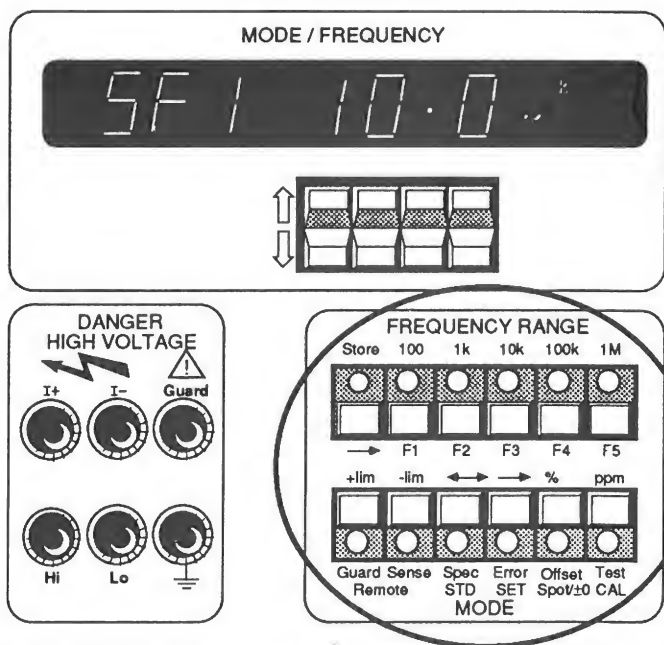 MODE / FREQUENCY
SF1 10.0 ~ k
DANGER
HIGH VOLTAGE
I+ I- Guard
Hi Lo
FREQUENCY RANGE
Store 100 1k 10k 100k 1M
→ F1 F2 F3 F4 F5
+lim -lim ↔ → % ppm
Guard Sense Spec Error Offset Test
Remote STD SET Spot/±0 CAL
MODE